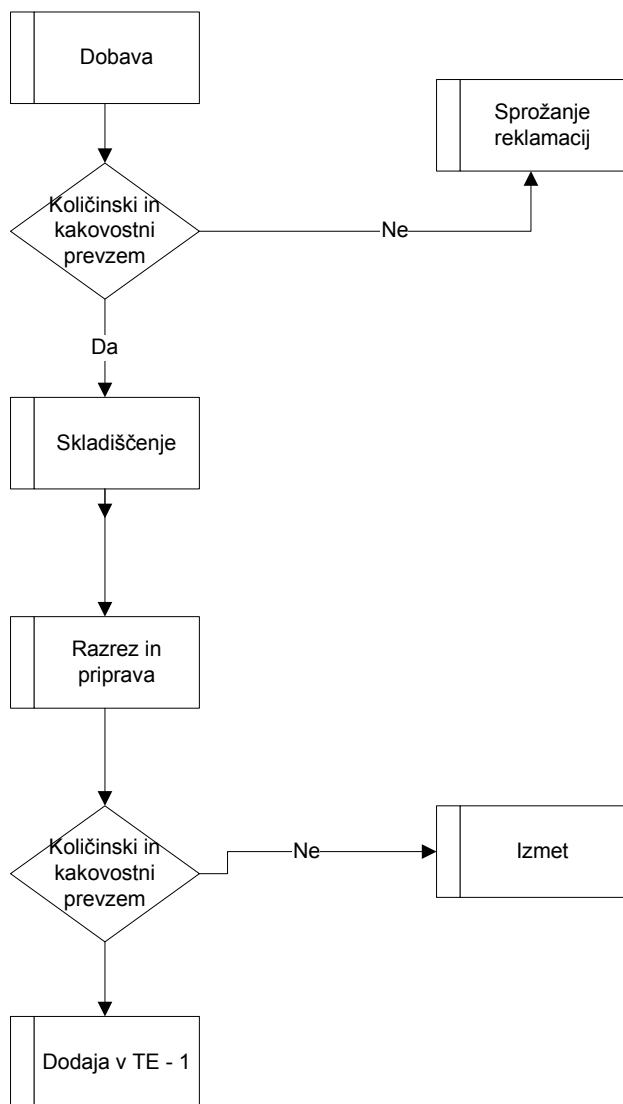 Dobava
Sprožanje
reklamacij
Količinski in
kakovostni
prevzem
Ne
Da
Skladiščenje
Razrez in
priprava
Količinski in
kakovostni
prevzem
Ne
Izmet
Dodaja v TE - 1